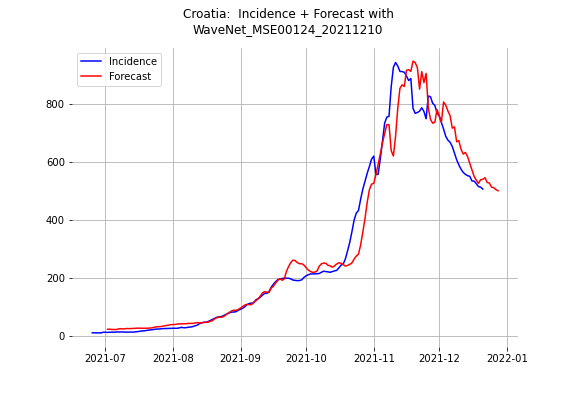 Croatia:  Incidence + Forecast with
WaveNet_MSE00124_20211210
Incidence
Forecast
800
600
400
200
0
2021-07 2021-08 2021-09 2021-10 2021-11 2021-12 2022-01